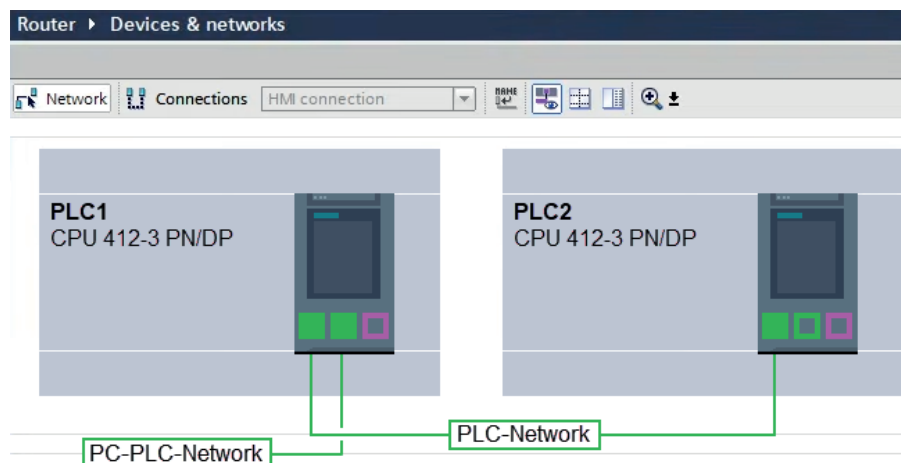 Router ▸ Devices & networks
Network Connections HMI connection
NAME
PLC1
CPU 412-3 PN/DP
PLC2
CPU 412-3 PN/DP
PLC-Network
PC-PLC-Network